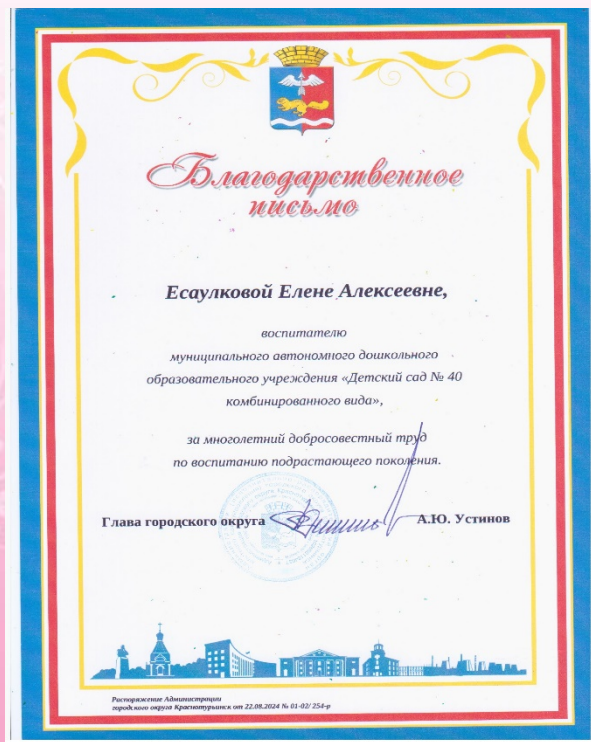 Благодарственное
письмо
Есаулковой Елене Алексеевне,
воспитателю
муниципального автономного дошкольного
образовательного учреждения «Детский сад № 40
комбинированного вида»,
за многолетний добросовестный труд
по воспитанию подрастающего поколения.
Глава городского округа А.Ю. Устинов
Распоряжение Администрации
городского округа Краснотурьинск от 22.08.2024 № 01-02/ 254-р